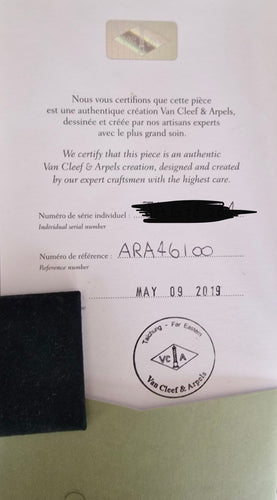 Nous vous certifions que cette pièce
est une authentique création Van Cleef & Arpels,
dessinée et créée par nos artisans experts
avec le plus grand soin.
We certify that this piece is an authentic
Van Cleef & Arpels creation, designed and created
by our expert craftsmen with the highest care.
Numéro de série individuel :
Individual serial number
Numéro de référence : ARA46100
Reference number
MAY 09 2019
Taichung - Far Eastern
VC A
Van Cleef & Arpels